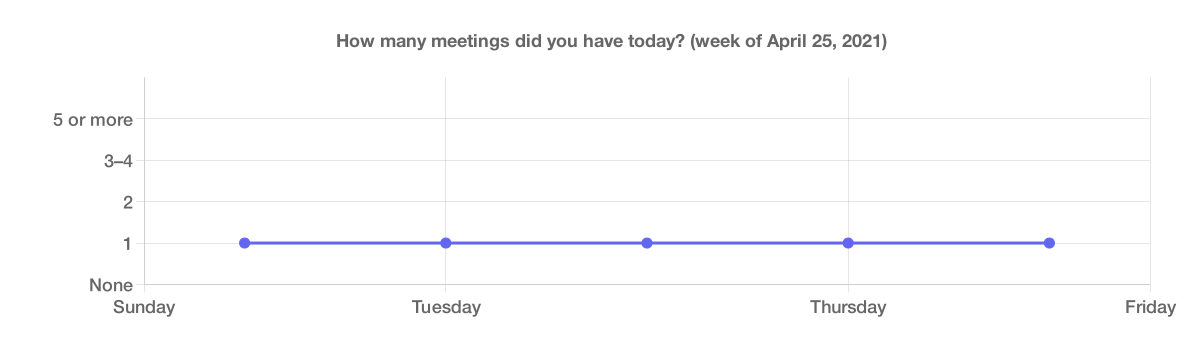 How many meetings did you have today? (week of April 25, 2021)
5 or more
3–4
2
1
None
Sunday Tuesday Thursday Friday